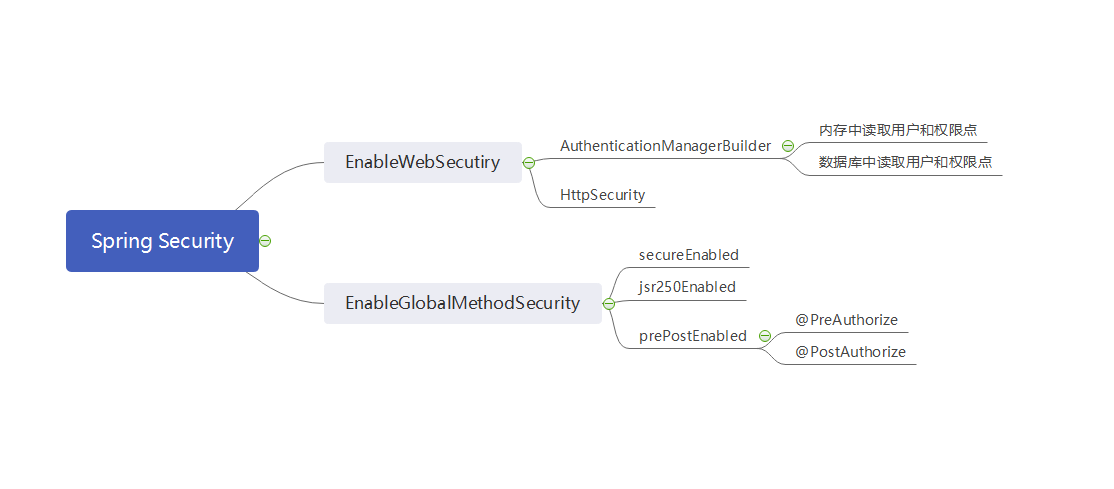 Spring Security
EnableWebSecutiry
AuthenticationManagerBuilder
内存中读取用户和权限点
数据库中读取用户和权限点
HttpSecurity
EnableGlobalMethodSecurity
secureEnabled
jsr250Enabled
prePostEnabled
@PreAuthorize
@PostAuthorize